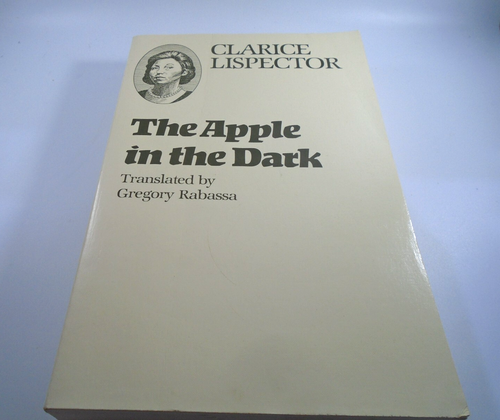 CLARICE
LISPECTOR
The Apple
in the Dark
Translated by
Gregory Rabassa